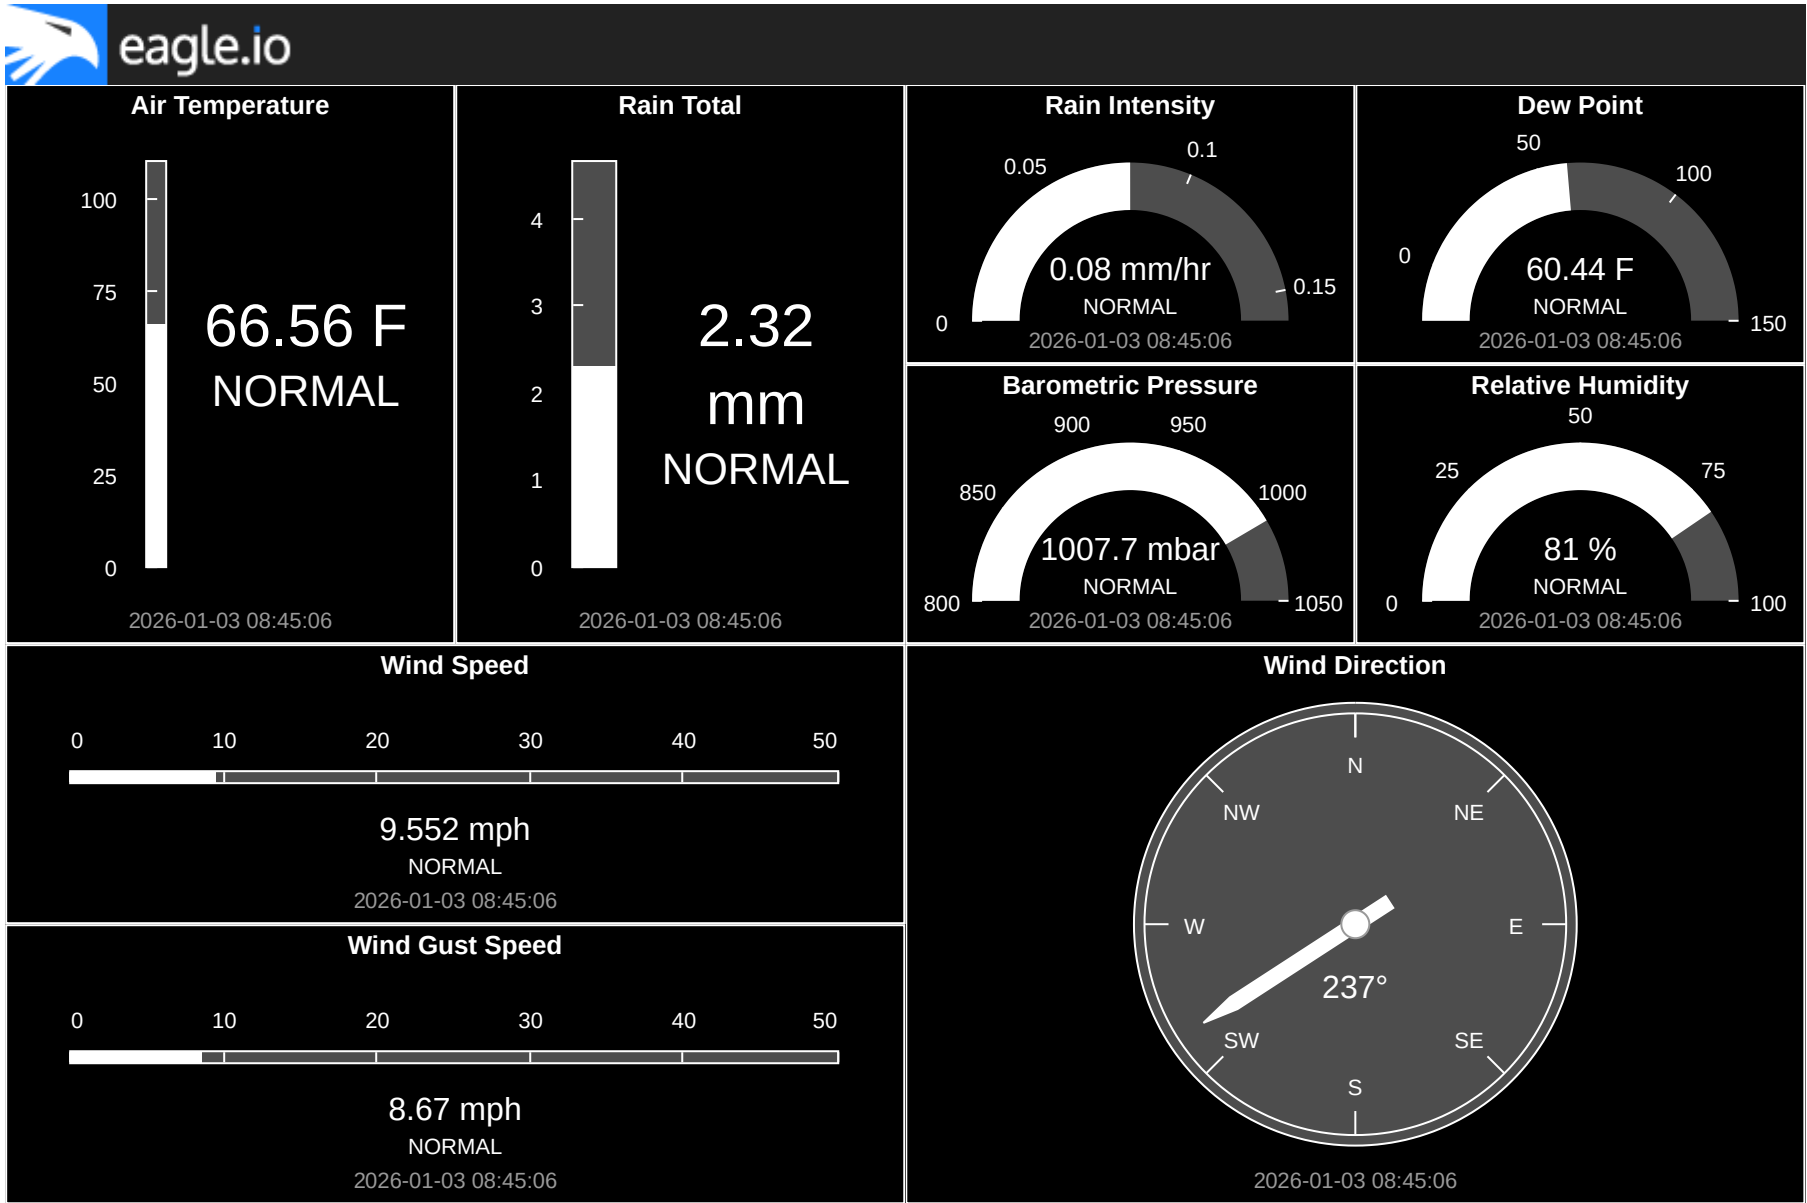 eagle.io
Air Temperature
100
75
50
25
0
66.56 F
NORMAL
2026-01-03 08:45:06
Rain Total
4
3
2
1
0
2.32
mm
NORMAL
2026-01-03 08:45:06
Rain Intensity
0
0.05
0.1
0.15
0.08 mm/hr
NORMAL
2026-01-03 08:45:06
Dew Point
0
50
100
150
60.44 F
NORMAL
2026-01-03 08:45:06
Barometric Pressure
800
850
900
950
1000
1050
1007.7 mbar
NORMAL
2026-01-03 08:45:06
Relative Humidity
0
25
50
75
100
81 %
NORMAL
2026-01-03 08:45:06
Wind Speed
0 10 20 30 40 50
9.552 mph
NORMAL
2026-01-03 08:45:06
Wind Gust Speed
0 10 20 30 40 50
8.67 mph
NORMAL
2026-01-03 08:45:06
Wind Direction
N
NW NE
W E
237°
SW SE
S
2026-01-03 08:45:06